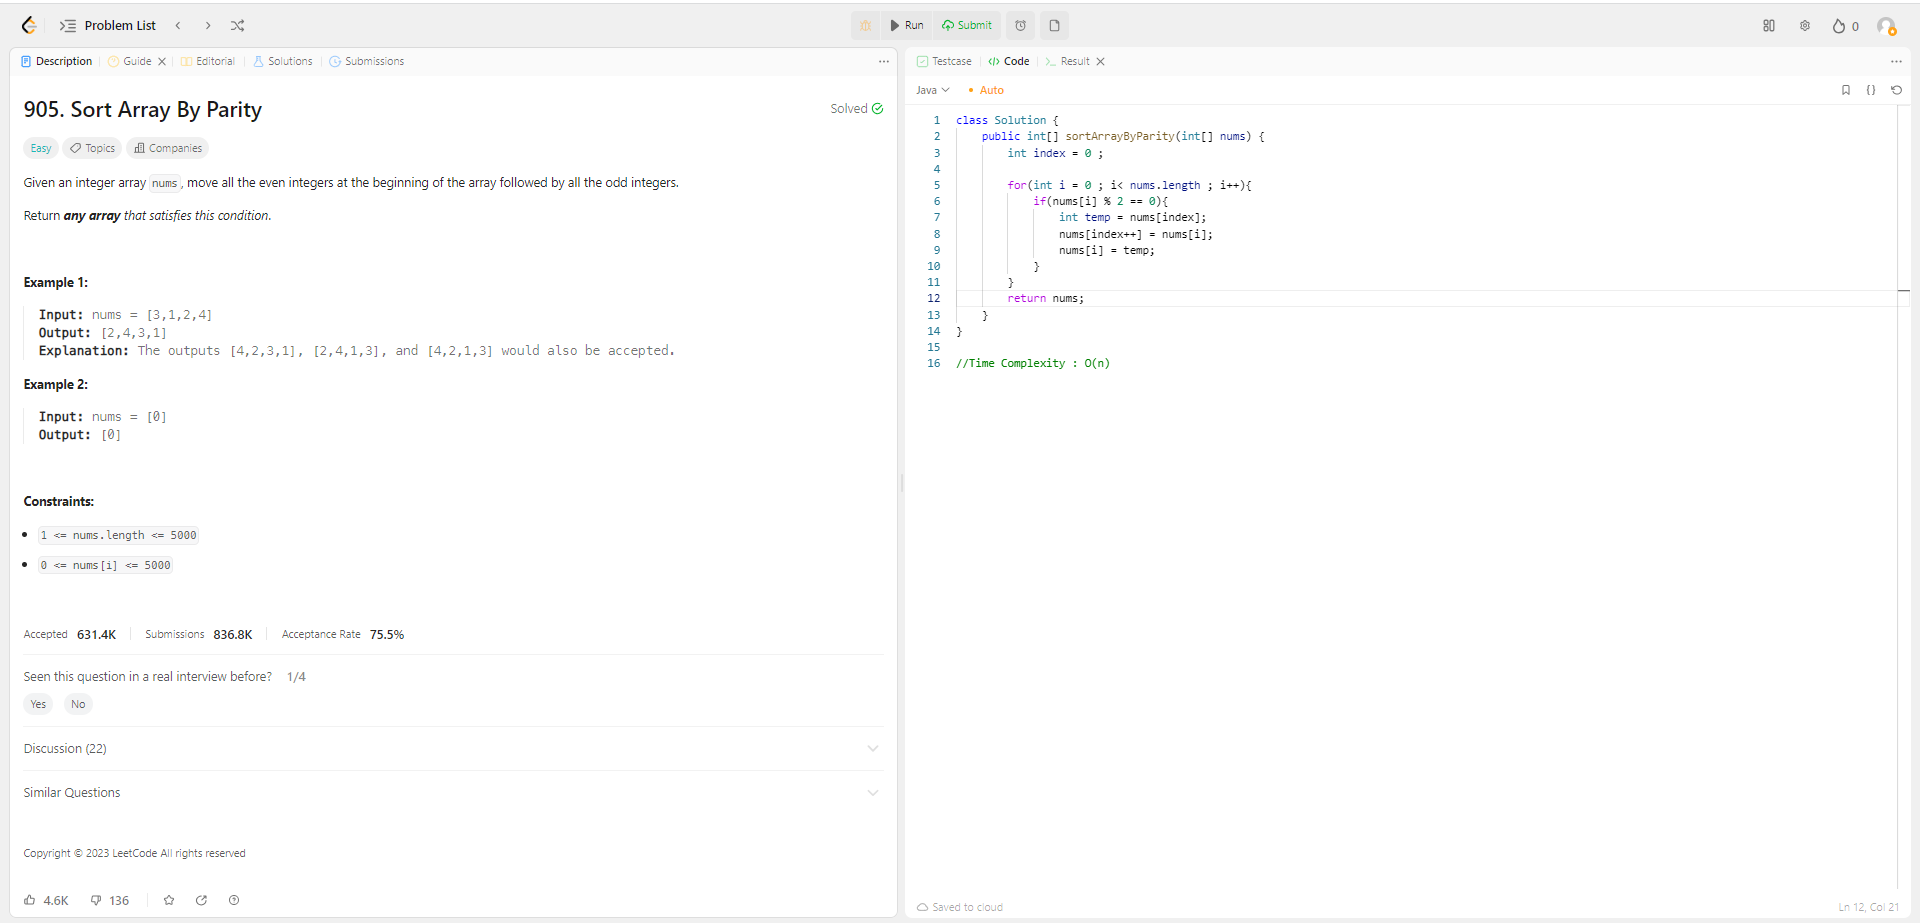 Problem List
Run
Submit
0
Description
Guide
Editorial
Solutions
Submissions
905. Sort Array By Parity
Solved
Easy
Topics
Companies
Given an integer array nums, move all the even integers at the beginning of the array followed by all the odd integers.
Return any array that satisfies this condition.
Example 1:
Input: nums = [3,1,2,4]
Output: [2,4,3,1]
Explanation: The outputs [4,2,3,1], [2,4,1,3], and [4,2,1,3] would also be accepted.
Example 2:
Input: nums = [0]
Output: [0]
Constraints:
1 <= nums.length <= 5000
0 <= nums[i] <= 5000
Accepted 631.4K
Submissions 836.8K
Acceptance Rate 75.5%
Seen this question in a real interview before? 1/4
Yes
No
Discussion (22)
Similar Questions
Copyright © 2023 LeetCode All rights reserved
4.6K
136
Testcase
Code
Result
Java
Auto
1 class Solution {
2 public int[] sortArrayByParity(int[] nums) {
3 int index = 0 ;
4
5 for(int i = 0 ; i< nums.length ; i++){
6 if(nums[i] % 2 == 0){
7 int temp = nums[index];
8 nums[index++] = nums[i];
9 nums[i] = temp;
10 }
11 }
12 return nums;
13 }
14 }
15
16 //Time Complexity : O(n)
Saved to cloud
Ln 12, Col 21